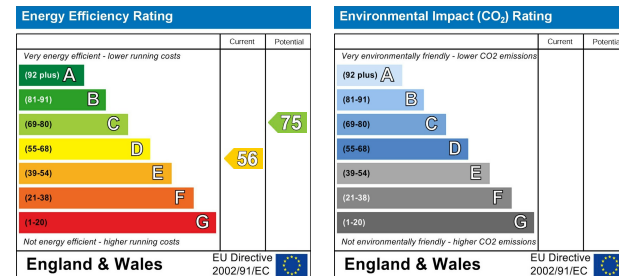 Energy Efficiency Rating
Current Potential
Very energy efficient - lower running costs
(92 plus) A
(81-91) B
(69-80) C
75
(55-68) D
56
(39-54) E
(21-38) F
(1-20) G
Not energy efficient - higher running costs
England & Wales
EU Directive
2002/91/EC
Environmental Impact (CO₂) Rating
Current Potentia
Very environmentally friendly - lower CO2 emissions
(92 plus) A
(81-91) B
(69-80) C
(55-68) D
(39-54) E
(21-38) F
(1-20) G
Not environmentally friendly - higher CO2 emissions
England & Wales
EU Directive
2002/91/EC